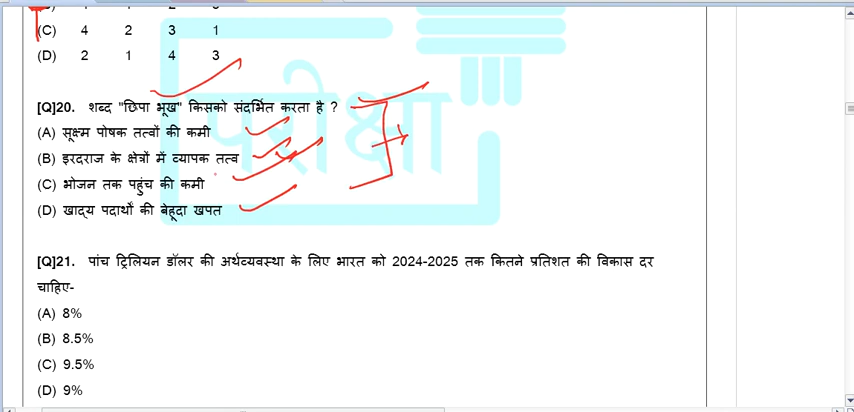 (C) 4 2 3 1
(D) 2 1 4 3
[Q]20. शब्द "छिपा भूख" किसको संदर्भित करता है ?
(A) सूक्ष्म पोषक तत्वों की कमी
(B) इरदराज के क्षेत्रों में व्यापक तत्व
(C) भोजन तक पहुंच की कमी
(D) खाद्य पदार्थों की बेहूदा खपत
[Q]21. पांच ट्रिलियन डॉलर की अर्थव्यवस्था के लिए भारत को 2024-2025 तक कितने प्रतिशत की विकास दर
चाहिए-
(A) 8%
(B) 8.5%
(C) 9.5%
(D) 9%
परीक्षा